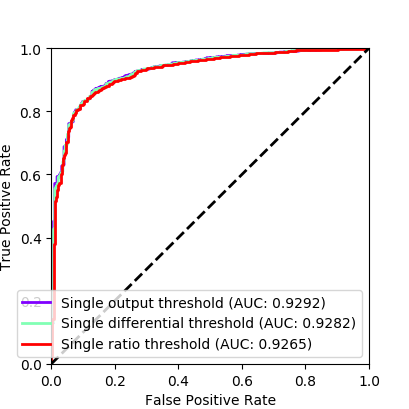 1.0
0.8
0.6
0.4
0.2
0.0
True Positive Rate
Single output threshold (AUC: 0.9292)
Single differential threshold (AUC: 0.9282)
Single ratio threshold (AUC: 0.9265)
0.0 0.2 0.4 0.6 0.8 1.0
False Positive Rate